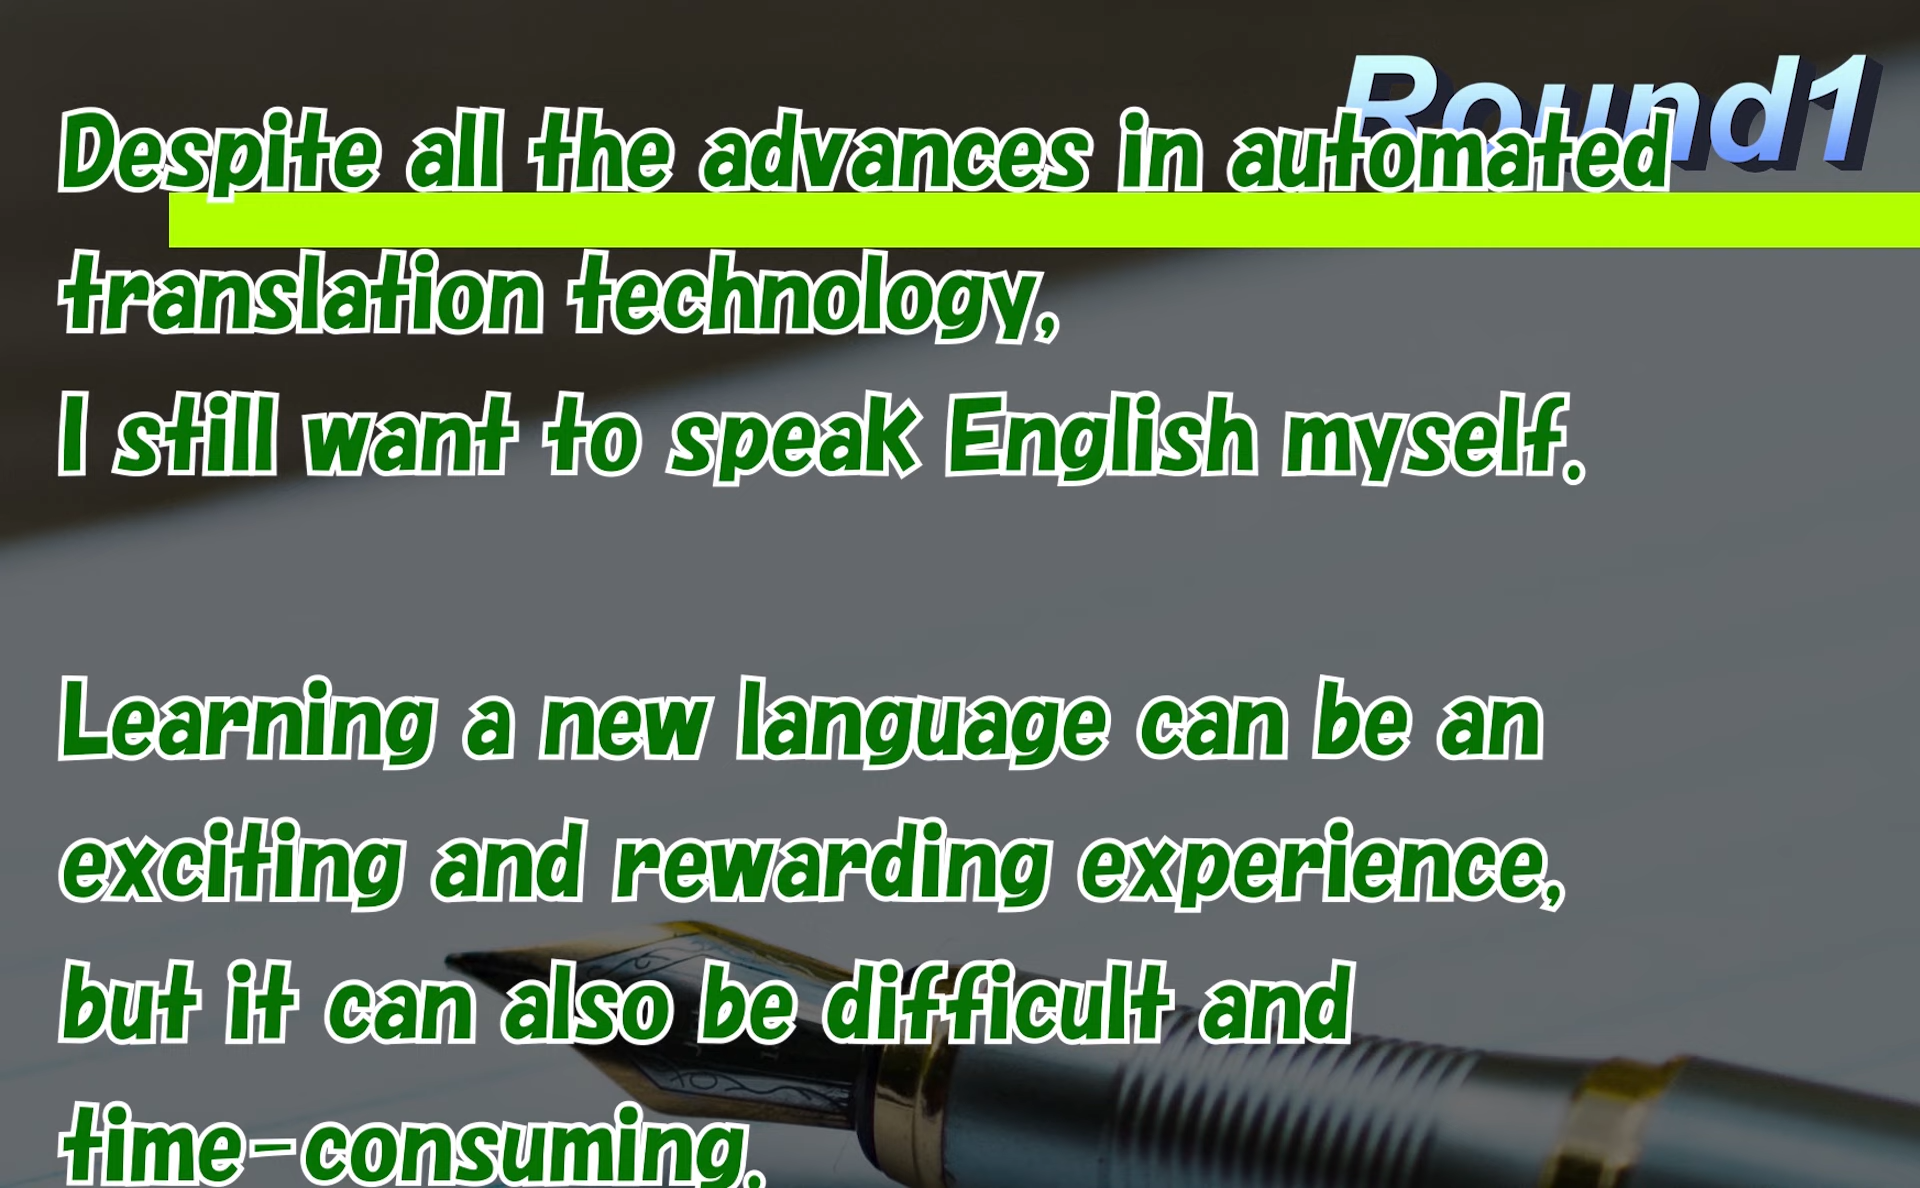 Round1
Despite all the advances in automated
translation technology,
I still want to speak English myself.
Learning a new language can be an
exciting and rewarding experience,
but it can also be difficult and
time-consuming.